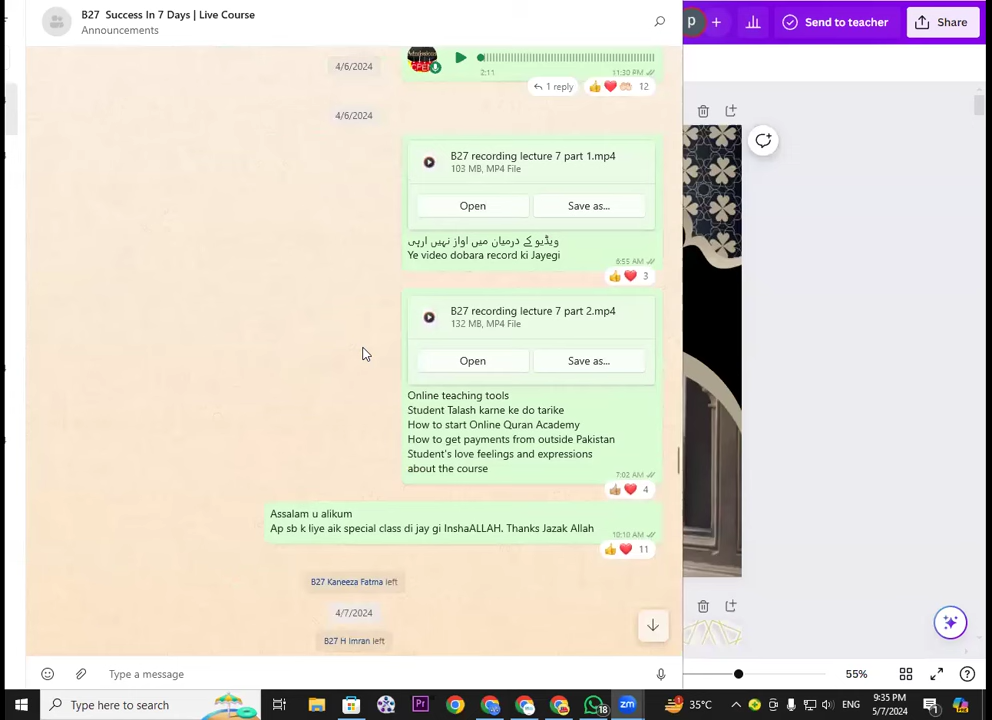 B27 Success In 7 Days | Live Course
Announcements
p
Send to teacher
Share
4/6/2024
2:11
11:30 PM
1 reply
12
4/6/2024
B27 recording lecture 7 part 1.mp4
103 MB, MP4 File
Open
Save as...
ویڈیو کے درمیان میں اواز نہیں ارہی
Ye video dobara record ki Jayegi
6:55 AM
3
B27 recording lecture 7 part 2.mp4
132 MB, MP4 File
Open
Save as...
Online teaching tools
Student Talash karne ke do tarike
How to start Online Quran Academy
How to get payments from outside Pakistan
Student's love feelings and expressions
about the course
7:02 AM
4
Assalam u alikum
Ap sb k liye aik special class di jay gi InshaALLAH. Thanks Jazak Allah
10:10 AM
11
B27 Kaneeza Fatma left
4/7/2024
B27 H Imran left
Type a message
55%
Type here to search
Pr
18
zm
35°C
ENG
9:35 PM
5/7/2024